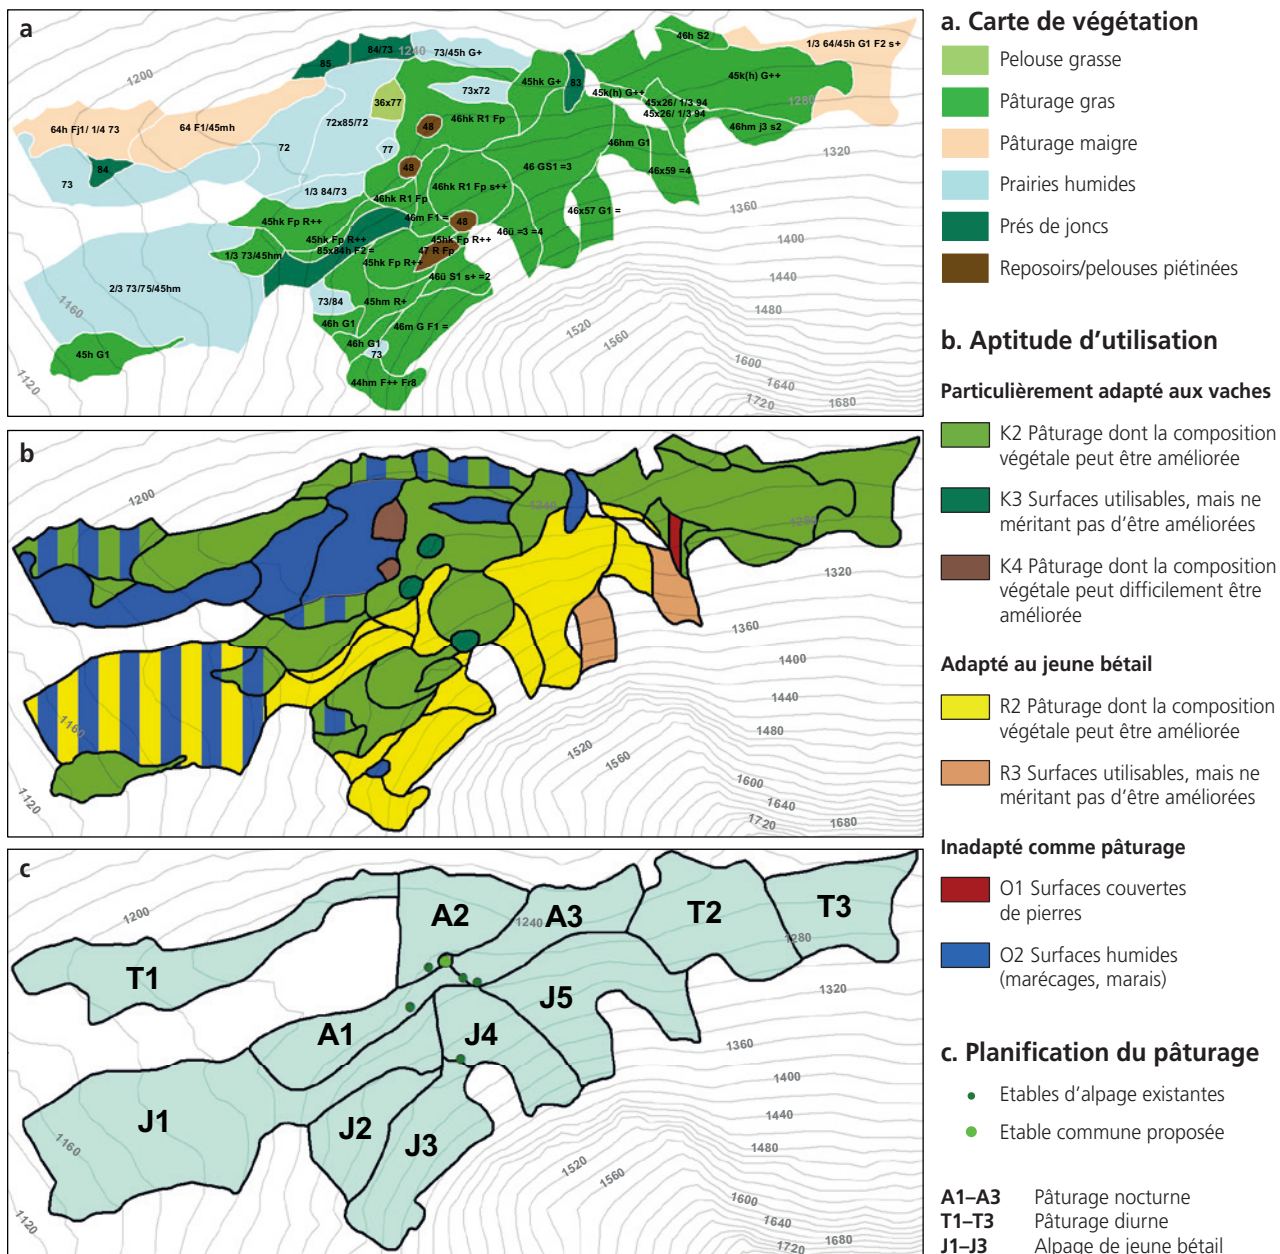 a
1200
1240
84/73
85
73/45h G+
46h S2
1/3 64/45h G1 F2 s+
45hk G+
83
45k(h) G++
45k(h) G++
1280
36x77
73x72
45x26/ 1/3 94
45x26/ 1/3 94
64h Fj1/ 1/4 73
64 F1/45mh
72x85/72
48
46hk R1 Fp
46hm j3 s2
72
77
46hm G1
1320
84
48
46 GS1 =3
46x59 =4
73
1/3 84/73
46hk R1 Fp
46hk R1 Fp s++
1360
45hk Fp R++
46m F1 =
48
46x57 G1 =
45hk Fp R++
45hk Fp R++
46ü =3 =4
1400
85x84h F2 =
47 R Fp
1/3 73/45hm
45hk Fp R++
46ü S1 s+ =2
1440
2/3 73/75/45hm
73/84
45hm R+
1160
1480
46h G1
46m G F1 =
1520
46h G1
73
1560
45h G1
1600
44hm F++ Fr8
1640
1120
1720
1680
b
1200
1240
1280
1320
1360
1400
1440
1160
1480
1520
1560
1600
1640
1120
1720
1680
c
1200
A2
A3
T2
T3
1240
1280
T1
J5
1320
A1
J4
1360
1400
J1
J2
J3
1440
1160
1480
1520
1560
1600
1640
1120
1720
1680
a. Carte de végétation
Pelouse grasse
Pâturage gras
Pâturage maigre
Prairies humides
Prés de joncs
Reposoirs/pelouses piétinées
b. Aptitude d’utilisation
Particulièrement adapté aux vaches
K2 Pâturage dont la composition
végétale peut être améliorée
K3 Surfaces utilisables, mais ne
méritant pas d’être améliorées
K4 Pâturage dont la composition
végétale peut difficilement être
améliorée
Adapté au jeune bétail
R2 Pâturage dont la composition
végétale peut être améliorée
R3 Surfaces utilisables, mais ne
méritant pas d’être améliorées
Inadapté comme pâturage
O1 Surfaces couvertes
de pierres
O2 Surfaces humides
(marécages, marais)
c. Planification du pâturage
Etables d’alpage existantes
Etable commune proposée
A1–A3 Pâturage nocturne
T1–T3 Pâturage diurne
J1–J3 Alpage de jeune bétail